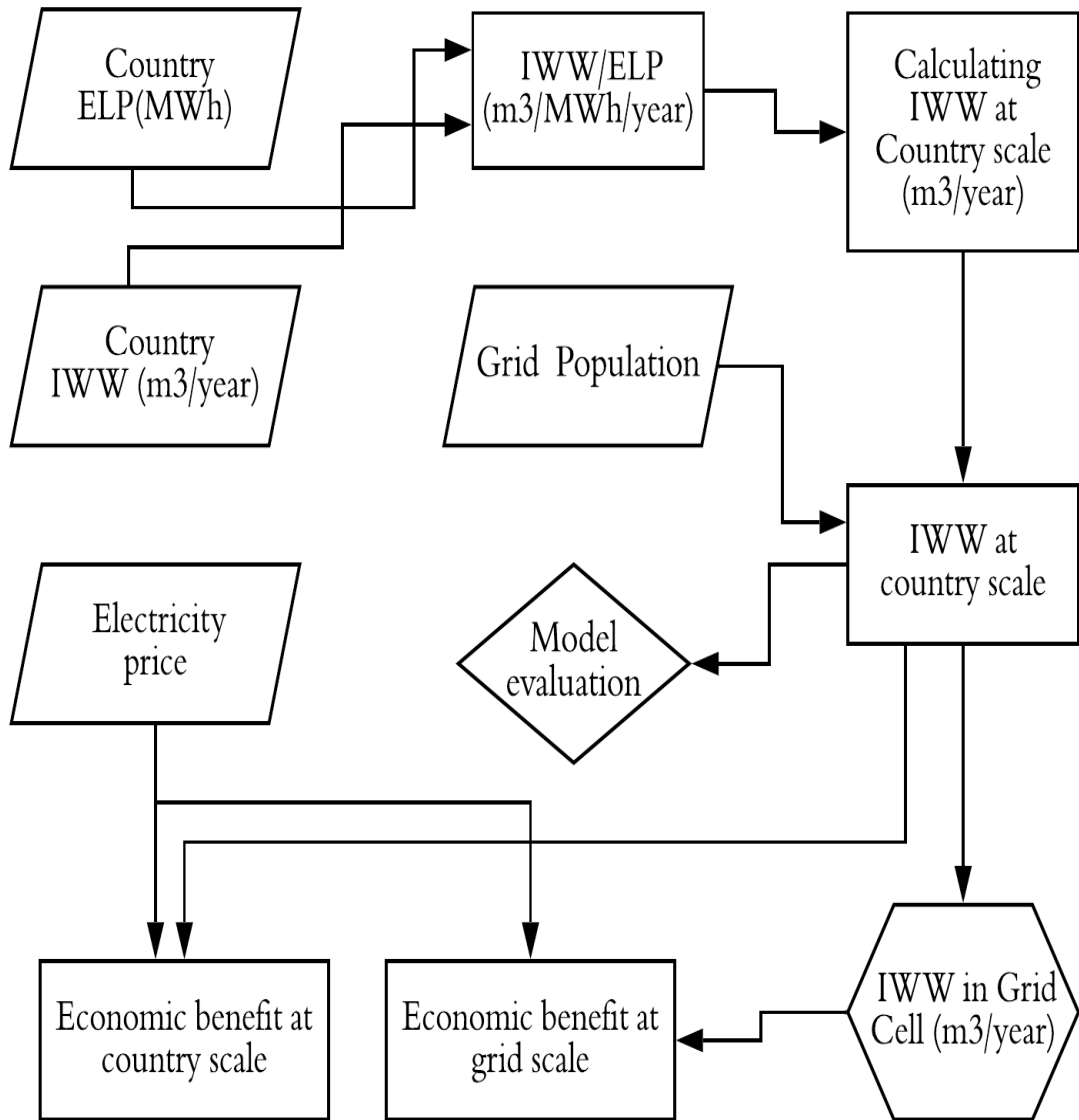 Country
ELP(MWh)
IWW/ELP
(m3/MWh/year)
Calculating
IWW at
Country scale
(m3/year)
Country
IWW (m3/year)
Grid Population
IWW at
country scale
Electricity
price
Model
evaluation
Economic benefit at
country scale
Economic benefit at
grid scale
IWW in Grid
Cell (m3/year)